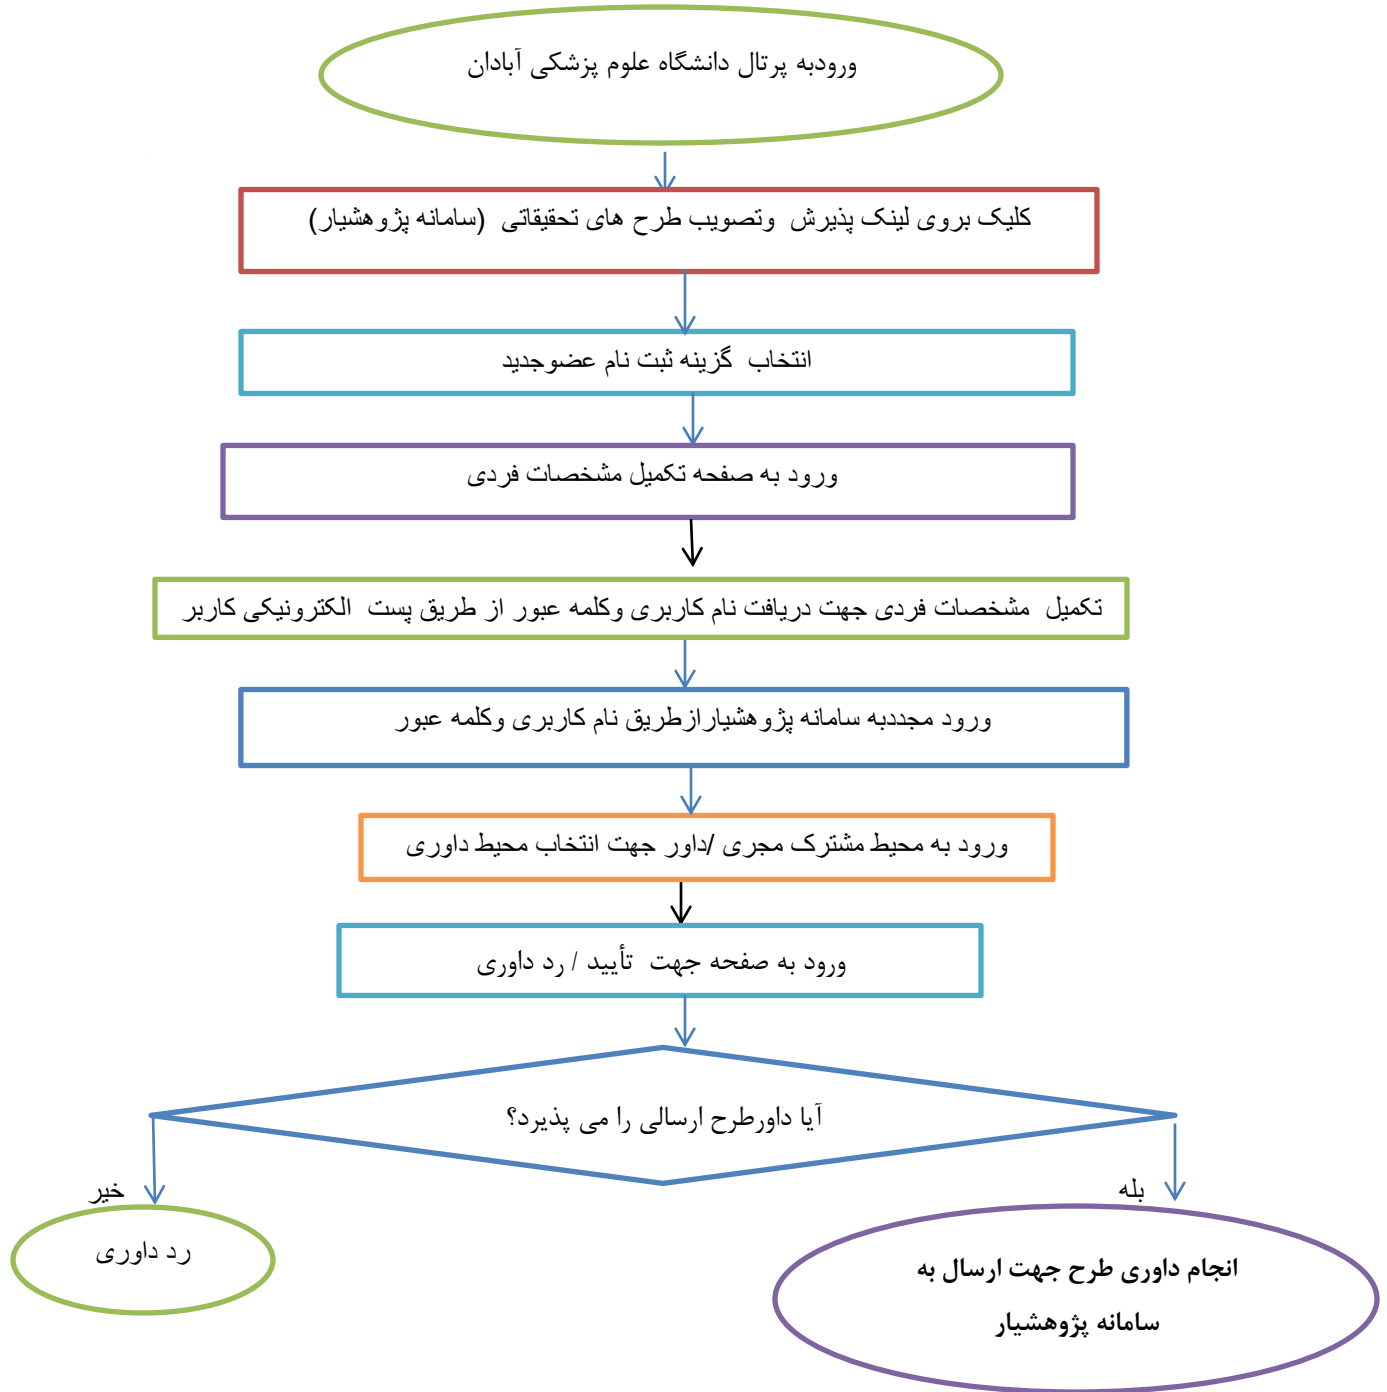 ورودبه پرتال دانشگاه علوم پزشکی آبادان
کلیک بروی لینک پذیرش وتصویب طرح های تحقیقاتی (سامانه پژوهشیار)
انتخاب گزینه ثبت نام عضوجدید
ورود به صفحه تکمیل مشخصات فردی
تکمیل مشخصات فردی جهت دریافت نام کاربری وکلمه عبور از طریق پست الکترونیکی کاربر
ورود مجددبه سامانه پژوهشیارازطریق نام کاربری وکلمه عبور
ورود به محیط مشترک مجری /داور جهت انتخاب محیط داوری
ورود به صفحه جهت تأیید / رد داوری
آیا داورطرح ارسالی را می پذیرد؟
بله
خیر
انجام داوری طرح جهت ارسال به
سامانه پژوهشیار
رد داوری